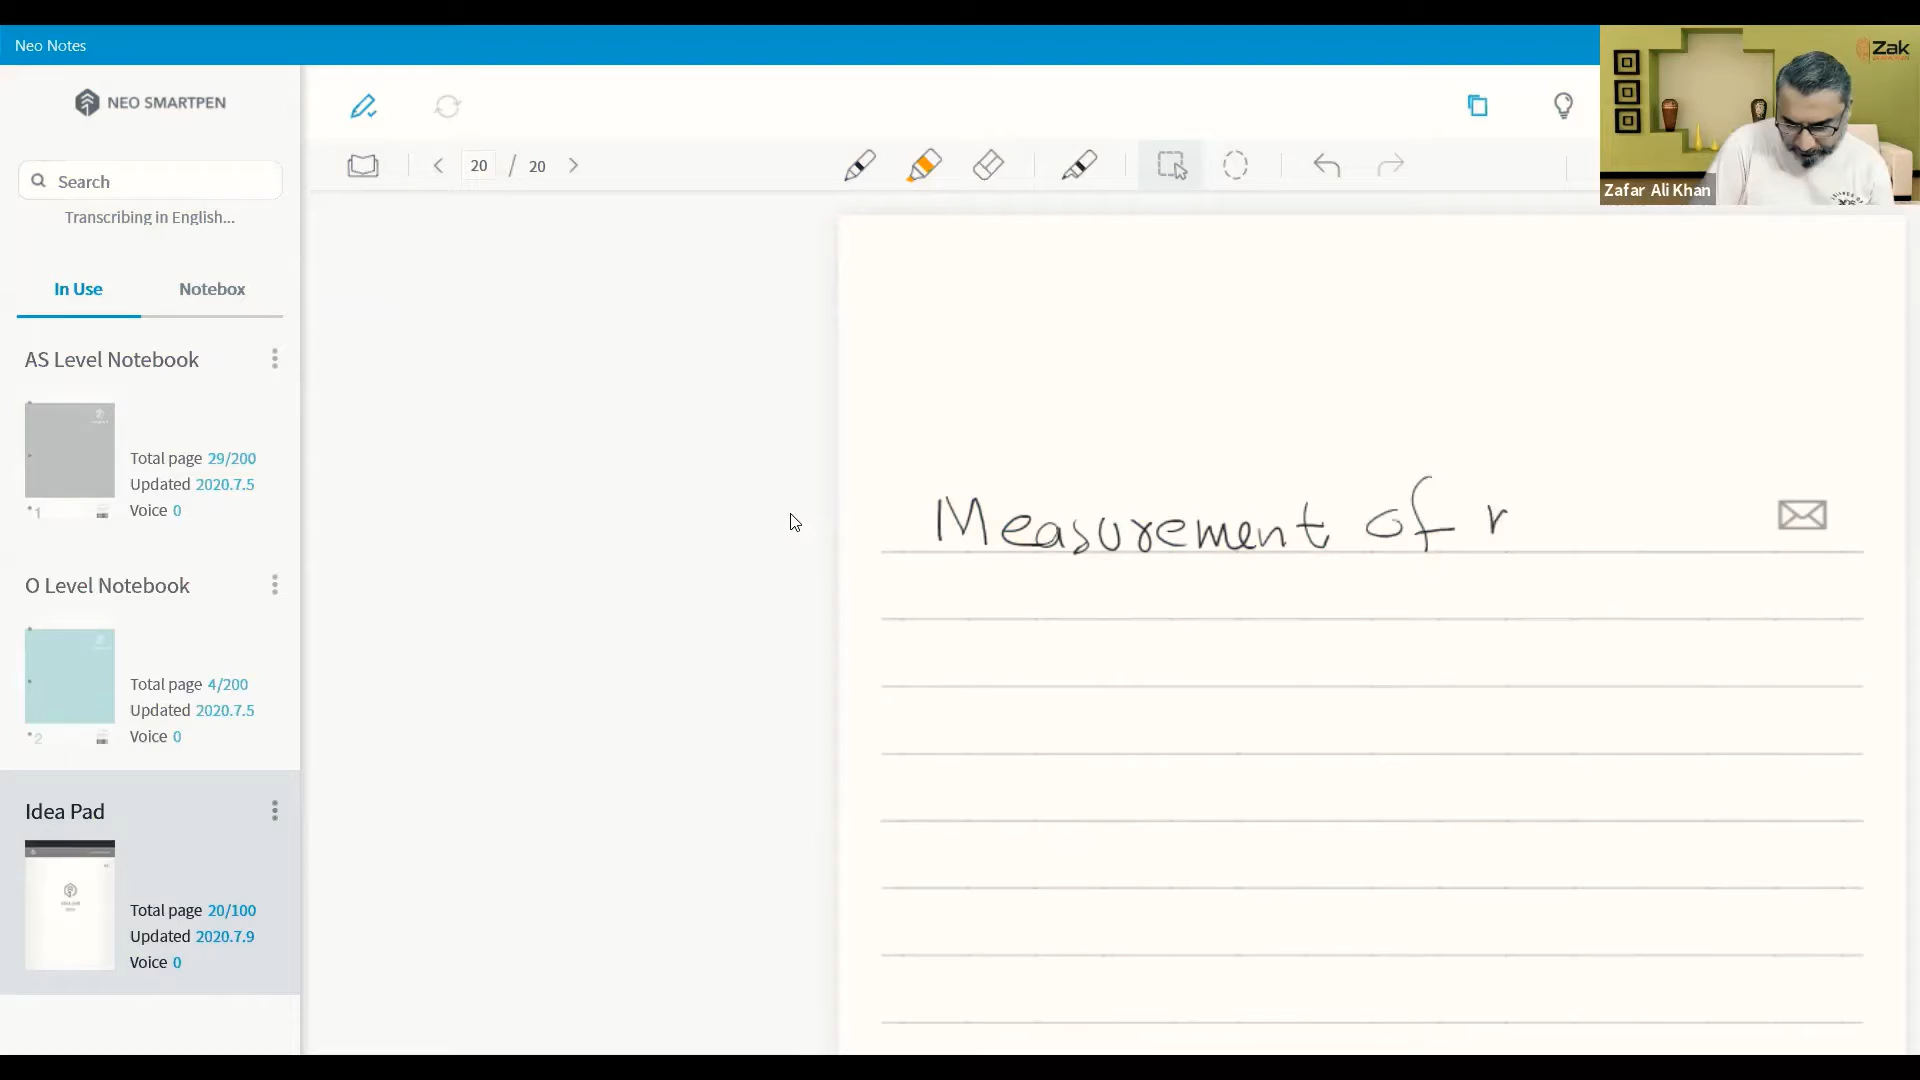 Neo Notes
Zak
NEO SMARTPEN
20 / 20
Search
Transcribing in English...
Zafar Ali Khan
In Use Notebox
AS Level Notebook
Total page 29/200
Updated 2020.7.5
Voice 0
1
Measurement of r
O Level Notebook
Total page 4/200
Updated 2020.7.5
Voice 0
2
Idea Pad
Total page 20/100
Updated 2020.7.9
Voice 0